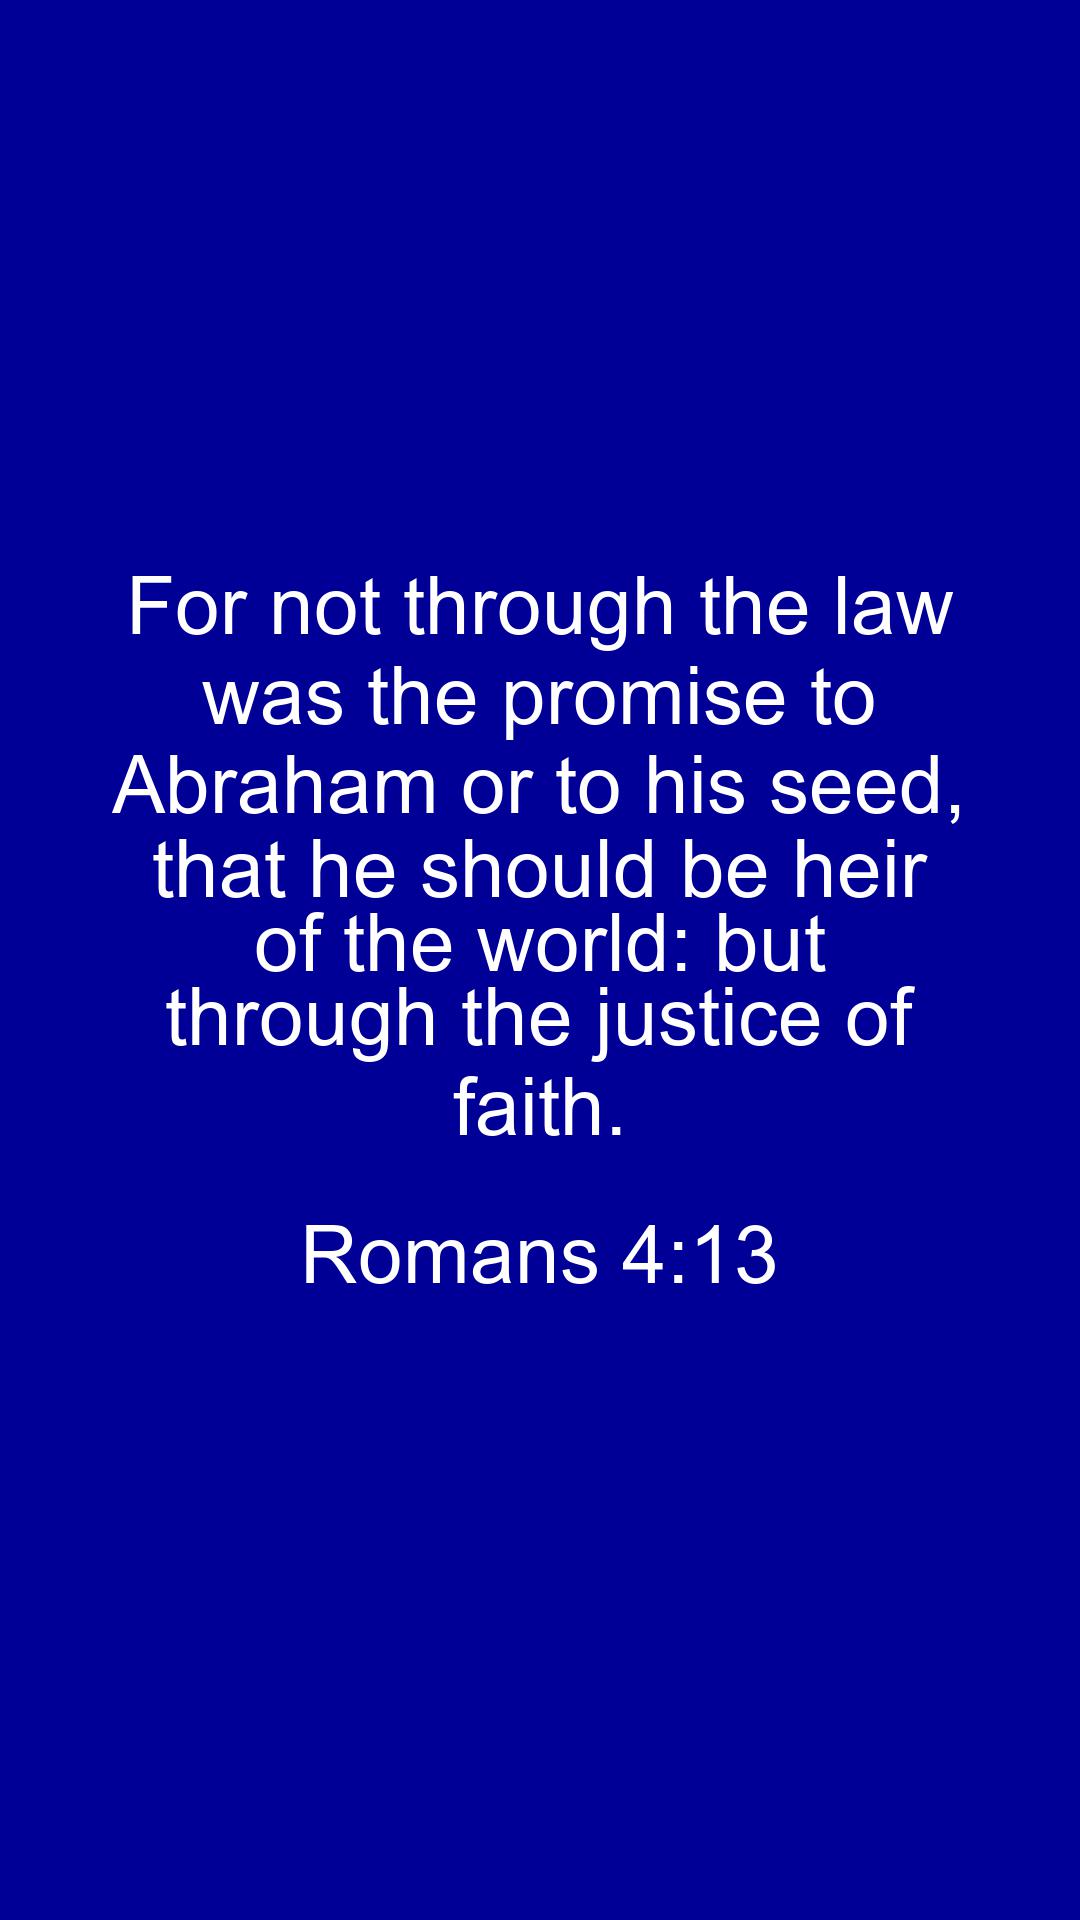 For not through the law
was the promise to
Abraham or to his seed,
that he should be heir
of the world: but
through the justice of
faith.
Romans 4:13